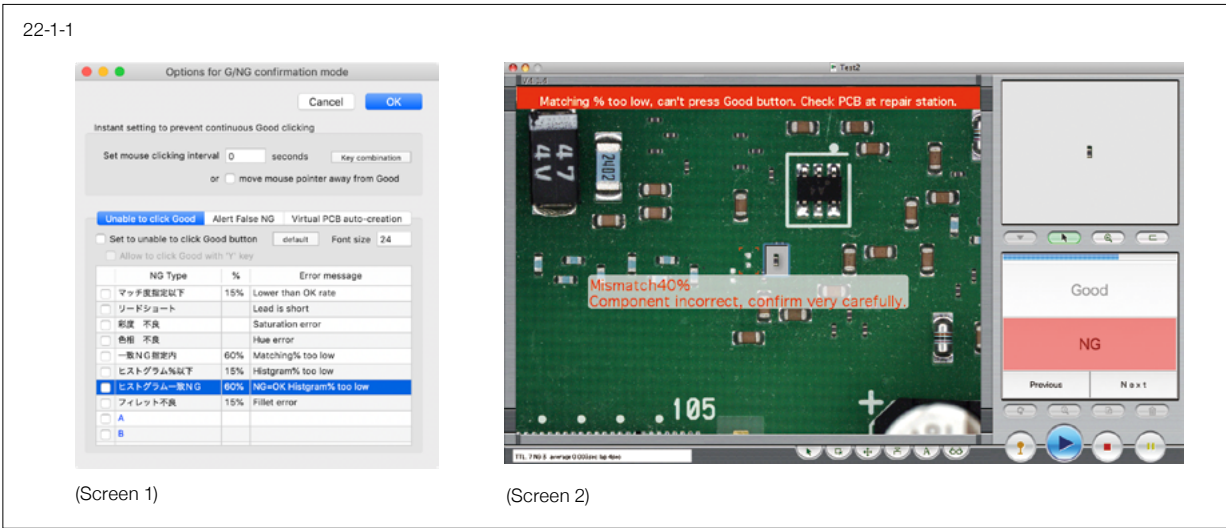 22-1-1
Options for G/NG confirmation mode
Cancel
OK
Instant setting to prevent continuous Good clicking
Set mouse clicking interval 0 seconds Key combination
or move mouse pointer away from Good
Unable to click Good Alert False NG Virtual PCB auto-creation
Set to unable to click Good button default Font size 24
Allow to click Good with 'Y' key
NG Type % Error message
マッチ度指定以下 15% Lower than OK rate
リードショート Lead is short
彩度 不良 Saturation error
色相 不良 Hue error
一致NG指定内 60% Matching% too low
ヒストグラム%以下 15% Histgram% too low
ヒストグラム一致NG 60% NG=OK Histgram% too low
フィレット不良 15% Fillet error
A
B
(Screen 1)
Test2
Matching % too low, can't press Good button. Check PCB at repair station.
47
4V
2402
Mismatch40%
Component incorrect, confirm very carefully.
105
Good
NG
Previous
Next
(Screen 2)